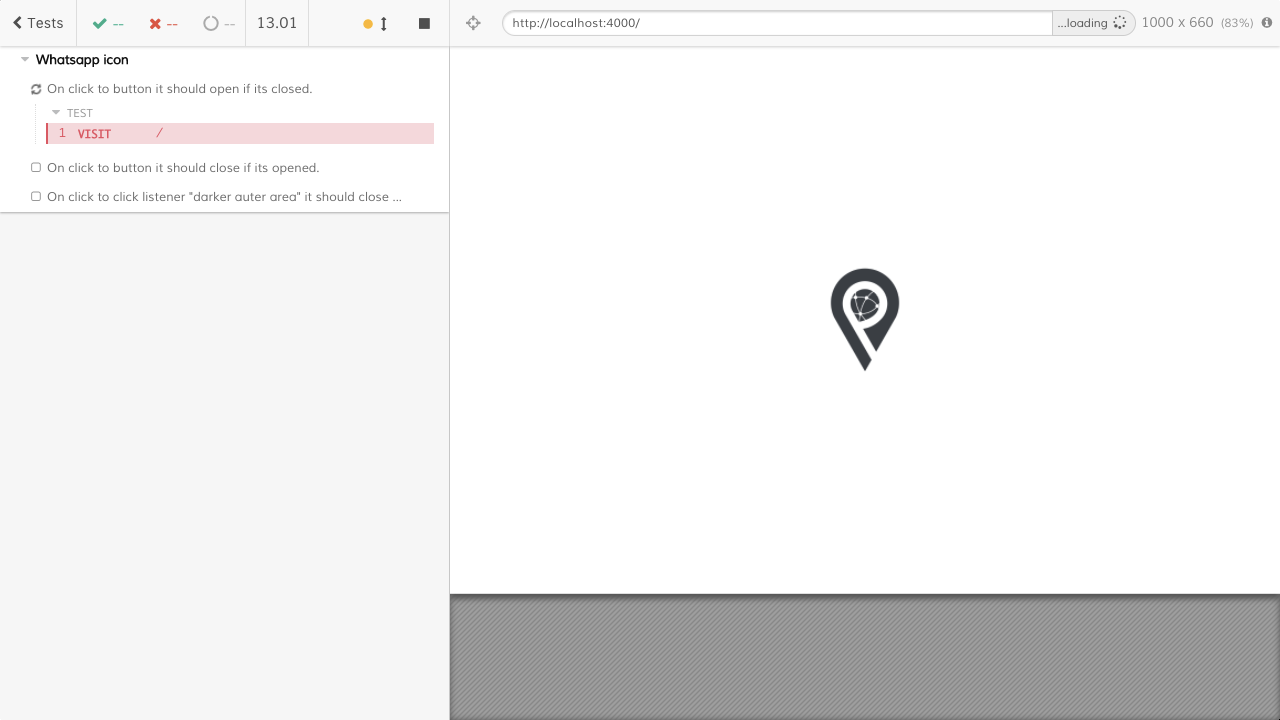 Tests -- -- -- 13.01
http://localhost:4000/ ...loading 1000 x 660 (83%)
Whatsapp icon
On click to button it should open if its closed.
TEST
1 VISIT /
On click to button it should close if its opened.
On click to click listener "darker auter area" it should close ...